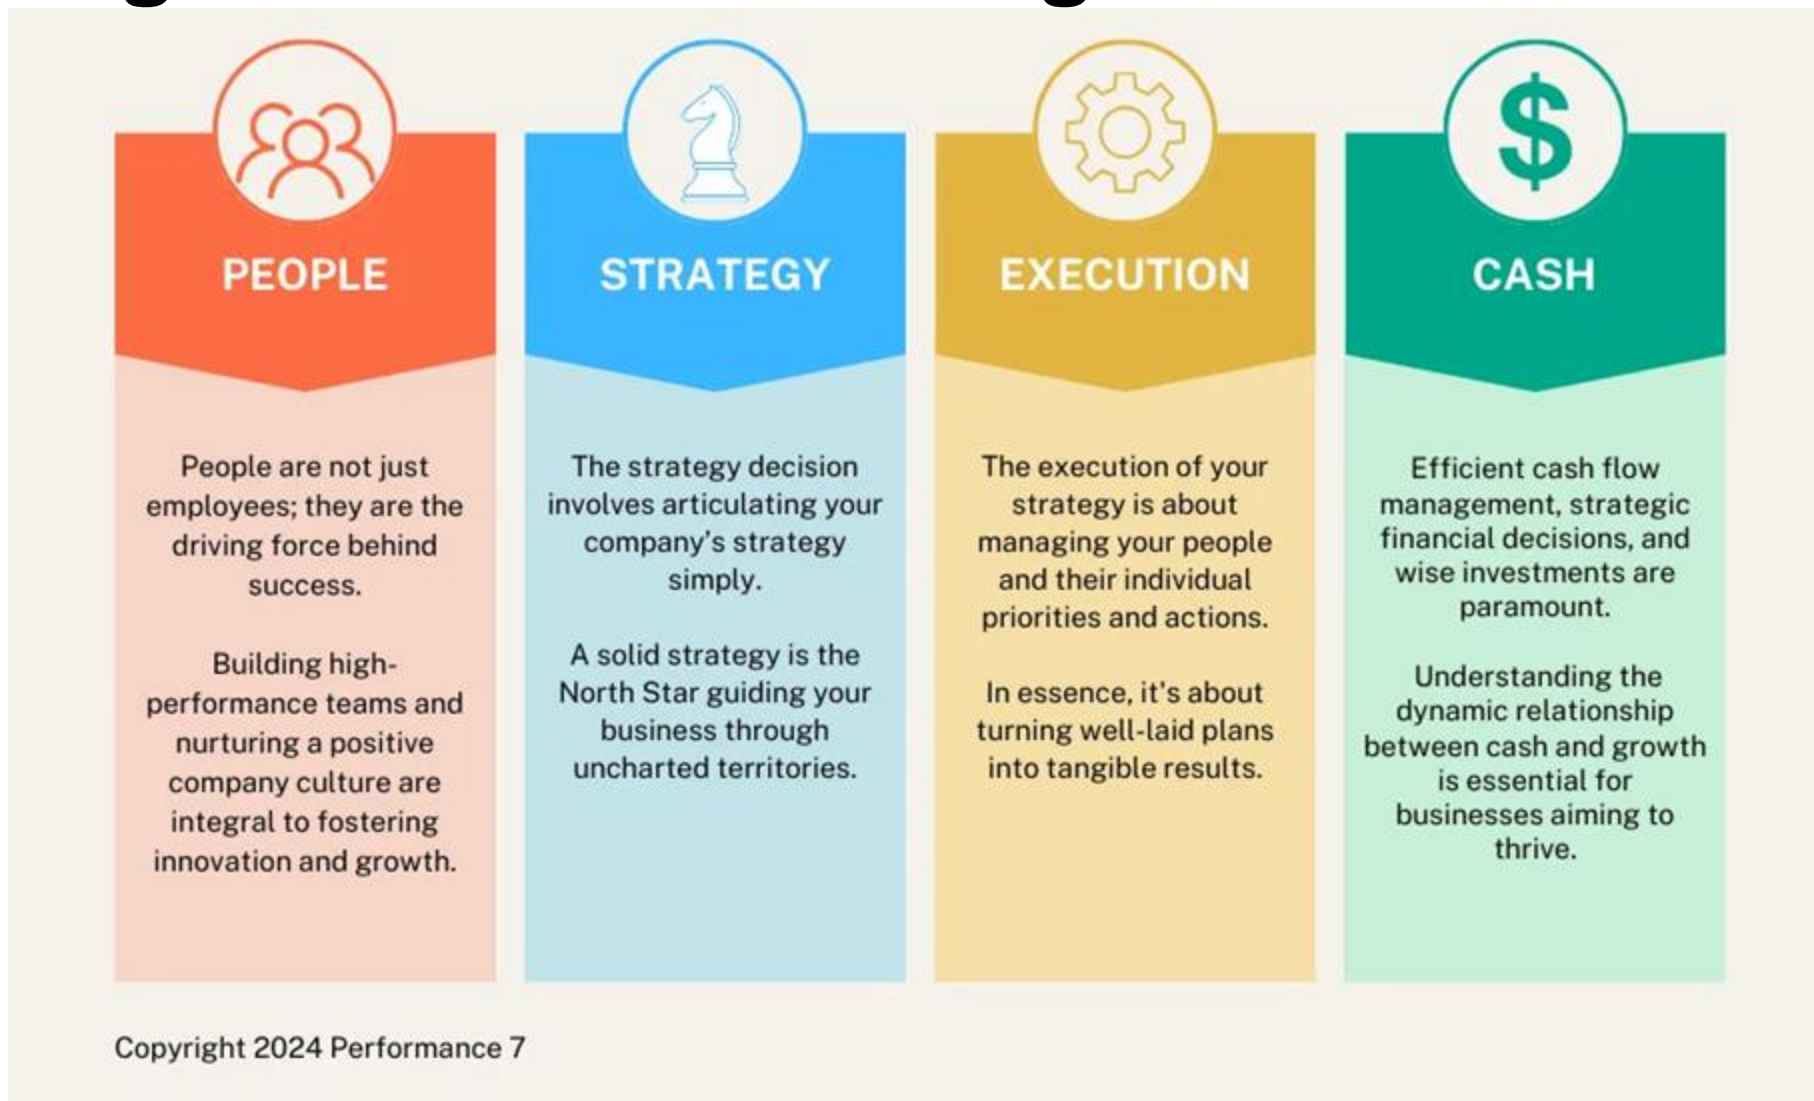 PEOPLE
People are not just
employees; they are the
driving force behind
success.
Building high-
performance teams and
nurturing a positive
company culture are
integral to fostering
innovation and growth.
STRATEGY
The strategy decision
involves articulating your
company's strategy
simply.
A solid strategy is the
North Star guiding your
business through
uncharted territories.
EXECUTION
The execution of your
strategy is about
managing your people
and their individual
priorities and actions.
In essence, it's about
turning well-laid plans
into tangible results.
$
CASH
Efficient cash flow
management, strategic
financial decisions, and
wise investments are
paramount.
Understanding the
dynamic relationship
between cash and growth
is essential for
businesses aiming to
thrive.
Copyright 2024 Performance 7